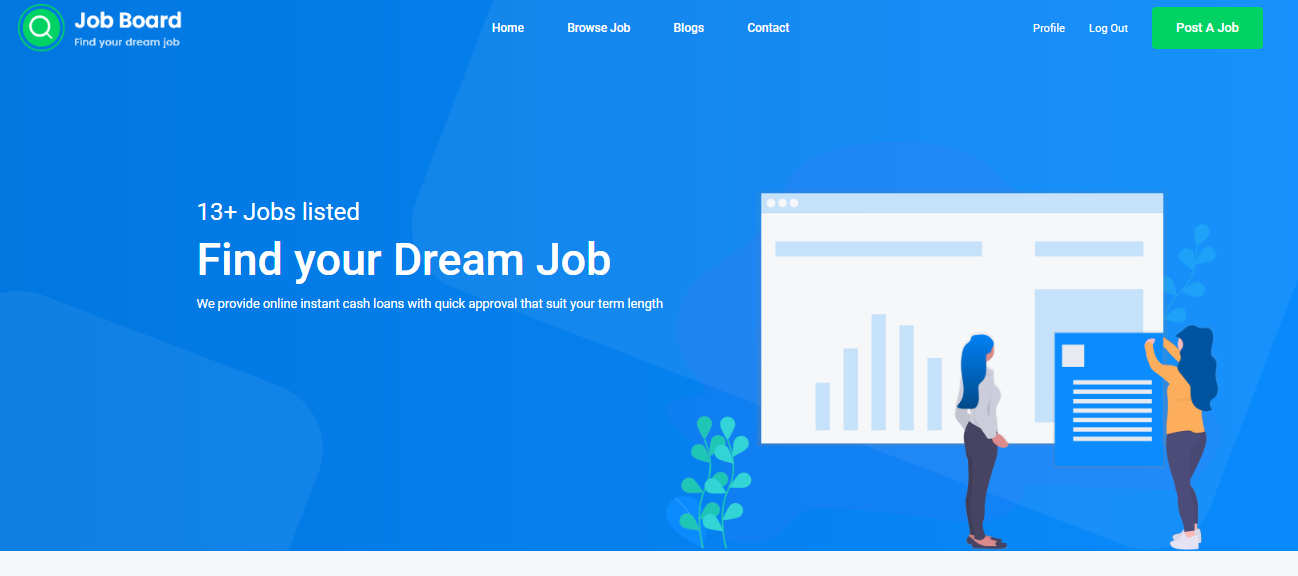 Job Board
Find your dream job
Home
Browse Job
Blogs
Contact
Profile
Log Out
Post A Job
13+ Jobs listed
Find your Dream Job
We provide online instant cash loans with quick approval that suit your term length